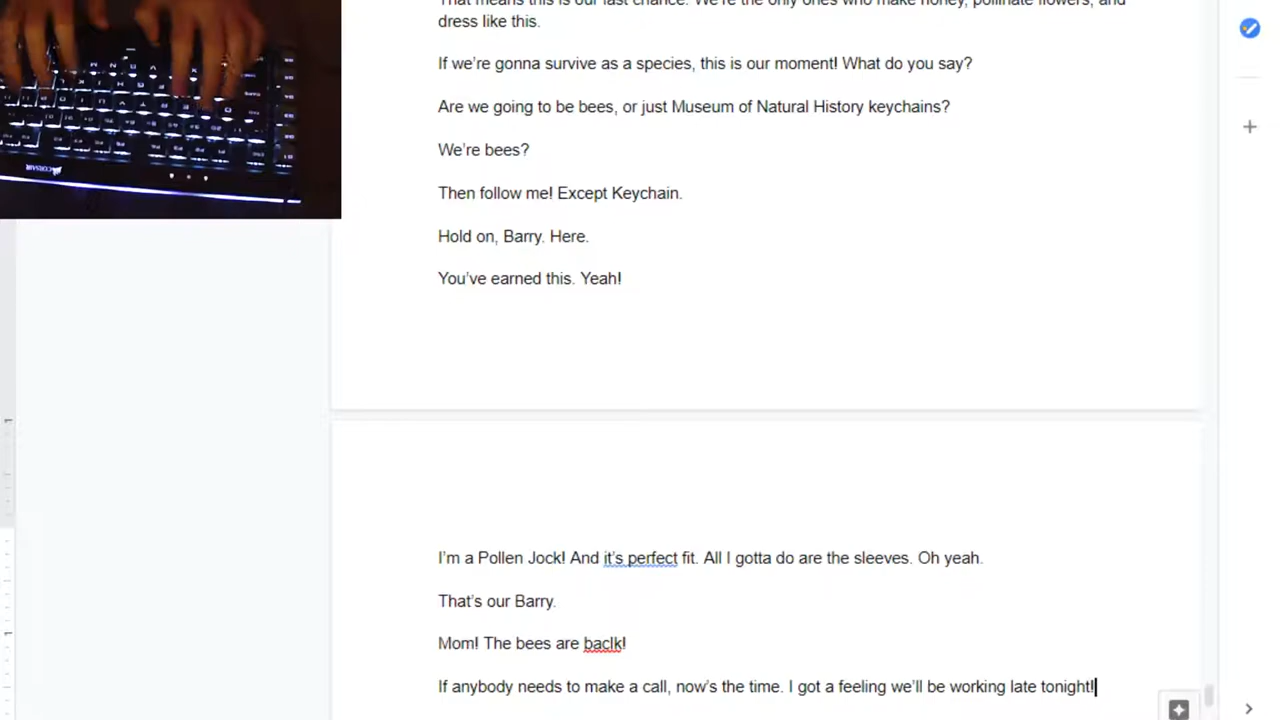 That means this is our last chance. We're the only ones who make honey, pollinate flowers, and
dress like this.
If we're gonna survive as a species, this is our moment! What do you say?
Are we going to be bees, or just Museum of Natural History keychains?
We're bees?
Then follow me! Except Keychain.
Hold on, Barry. Here.
You've earned this. Yeah!
I'm a Pollen Jock! And it's perfect fit. All I gotta do are the sleeves. Oh yeah.
That's our Barry.
Mom! The bees are baclk!
If anybody needs to make a call, now's the time. I got a feeling we'll be working late tonight!
CORSAIR